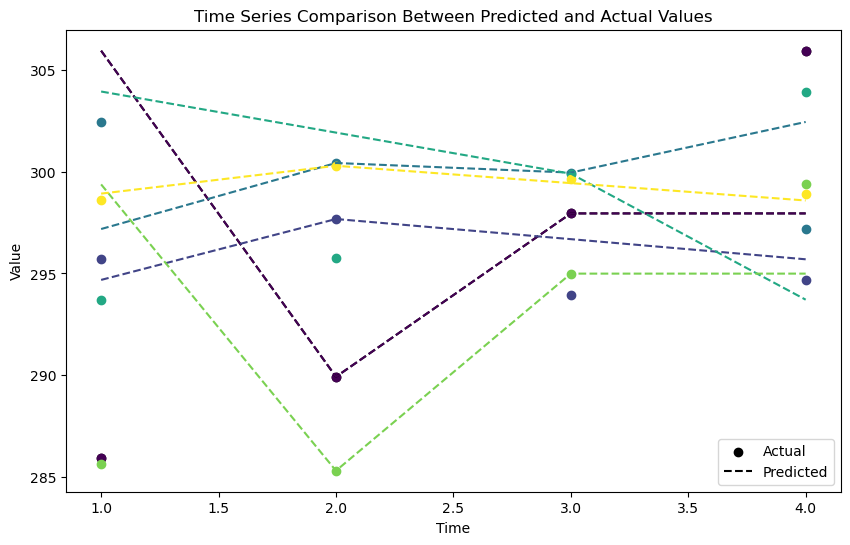 Time Series Comparison Between Predicted and Actual Values
305
300
295
290
285
Value
1.0 1.5 2.0 2.5 3.0 3.5 4.0
Time
Actual
Predicted